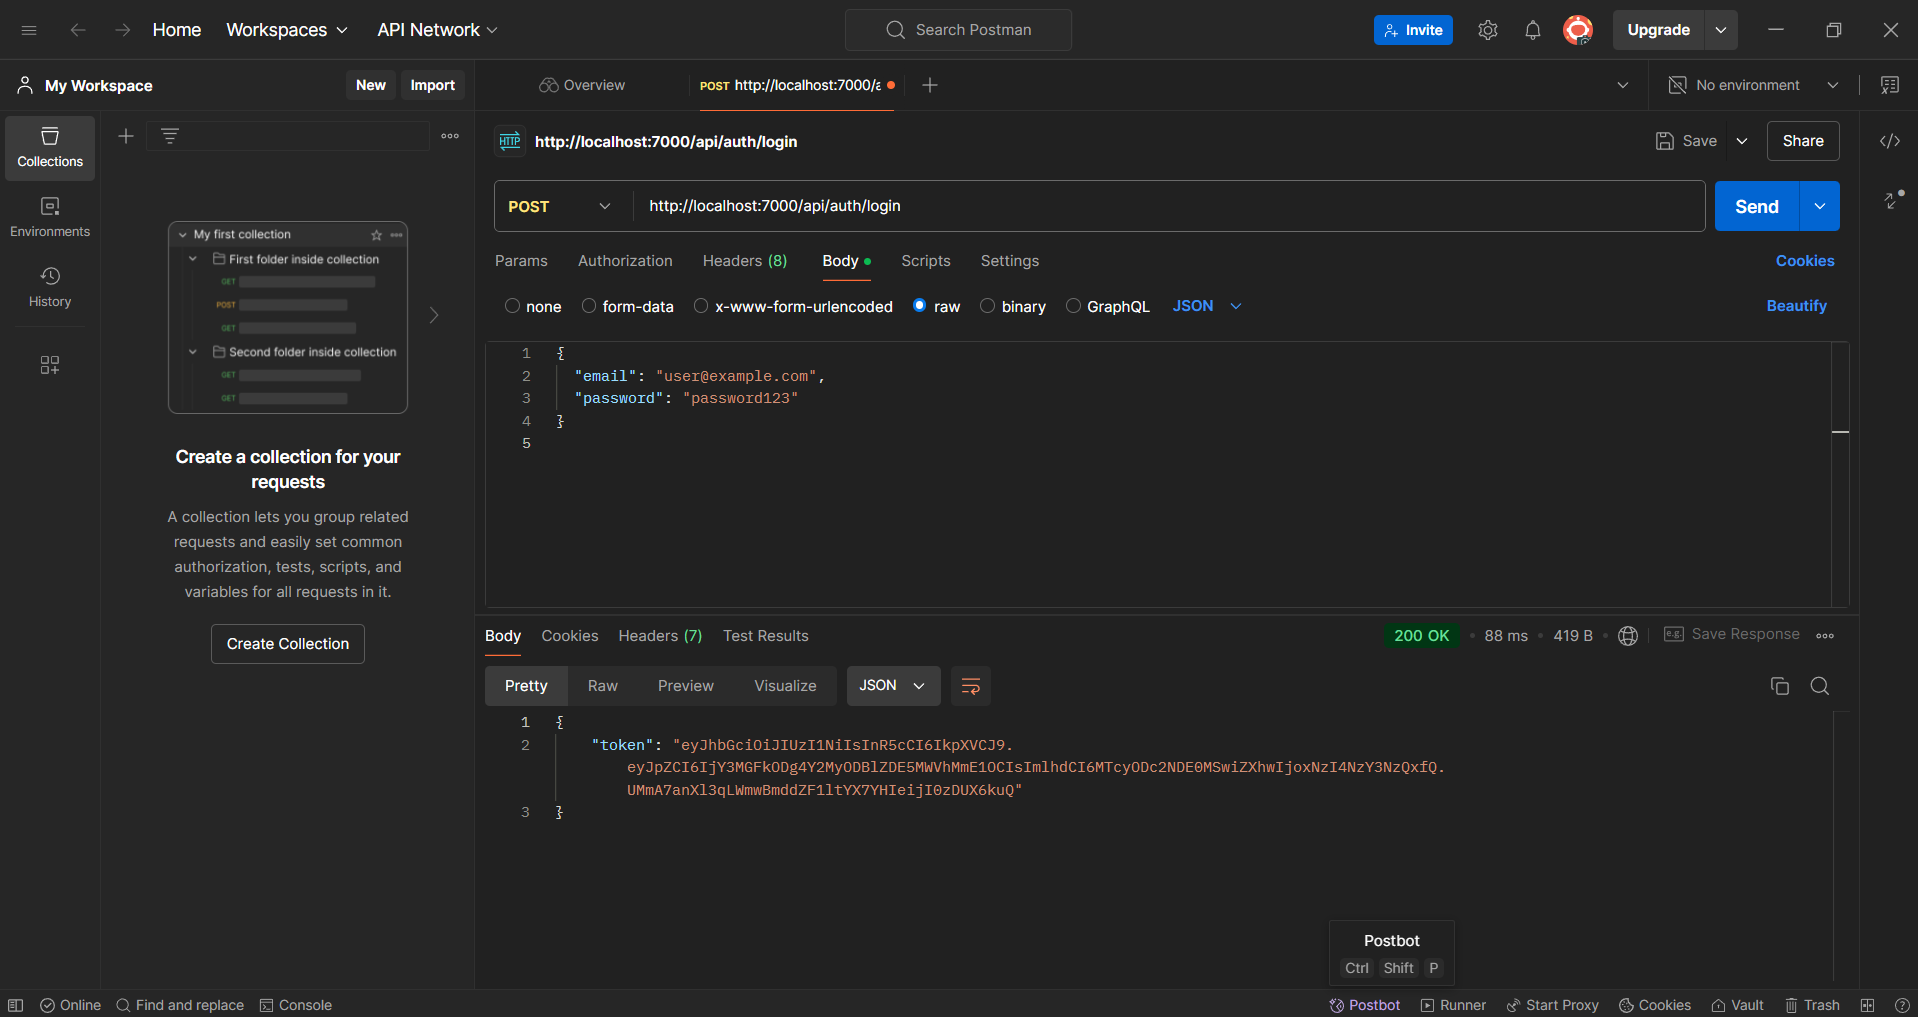 Home
Workspaces
API Network
Search Postman
Invite
Upgrade
My Workspace
New
Import
Overview
POST http://localhost:7000/a
No environment
Collections
Environments
History
My first collection
First folder inside collection
GET
POST
GET
Second folder inside collection
GET
GET
Create a collection for your
requests
A collection lets you group related
requests and easily set common
authorization, tests, scripts, and
variables for all requests in it.
Create Collection
HTTP
http://localhost:7000/api/auth/login
Save
Share
POST
http://localhost:7000/api/auth/login
Send
Params
Authorization
Headers (8)
Body
Scripts
Settings
Cookies
none
form-data
x-www-form-urlencoded
raw
binary
GraphQL
JSON
Beautify
1 {
2 "email": "user@example.com",
3 "password": "password123"
4 }
5
Body
Cookies
Headers (7)
Test Results
200 OK
88 ms
419 B
e.g. Save Response
Pretty
Raw
Preview
Visualize
JSON
1 {
2 "token": "eyJhbGciOiJIUzI1NiIsInR5cCI6IkpXVCJ9.
eyJpZCI6IjY3MGFkODg4Y2MyODBlZDE5MWVhMmE1OCIsImlhdCI6MTcyODc2NDE0MSwiZXhwIjoxNzI4NzY3NzQxfQ.
UMmA7anXl3qLWmwBmddZF1ltYX7YHIeijI0zDUX6kuQ"
3 }
Postbot
Ctrl Shift P
Online
Find and replace
Console
Postbot
Runner
Start Proxy
Cookies
Vault
Trash